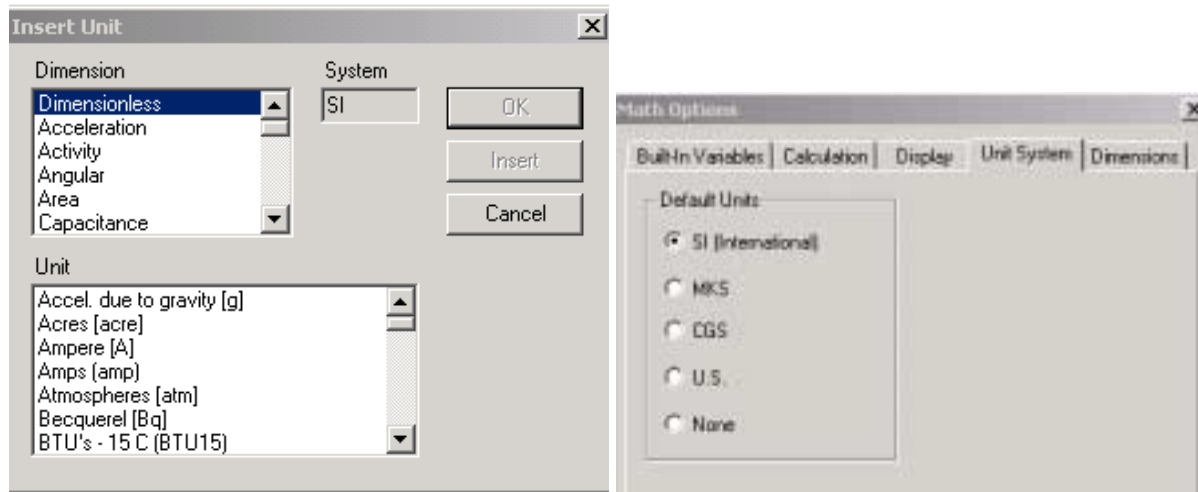 Insert Unit
Dimension
System
Dimensionless
Acceleration
Activity
Angular
Area
Capacitance
SI
OK
Insert
Cancel
Unit
Accel. due to gravity [g]
Acres [acre]
Ampere [A]
Amps (amp)
Atmospheres [atm]
Becquerel [Bq]
BTU's - 15 C (BTU15)
Math Options
Built-In Variables Calculation Display Unit System Dimensions
Default Units
SI (International)
MKS
CGS
U.S.
None